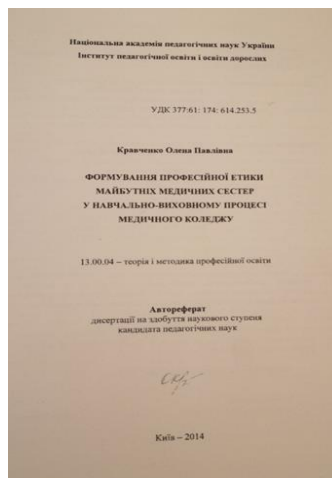 Національна академія педагогічних наук України
Інститут педагогічної освіти і освіти дорослих
УДК 377:61: 174: 614.253.5
Кравченко Олена Павлівна
ФОРМУВАННЯ ПРОФЕСІЙНОЇ ЕТИКИ
МАЙБУТНІХ МЕДИЧНИХ СЕСТЕР
У НАВЧАЛЬНО-ВИХОВНОМУ ПРОЦЕСІ
МЕДИЧНОГО КОЛЕДЖУ
13.00.04 – теорія і методика професійної освіти
Автореферат
дисертації на здобуття наукового ступеня
кандидата педагогічних наук
Київ – 2014